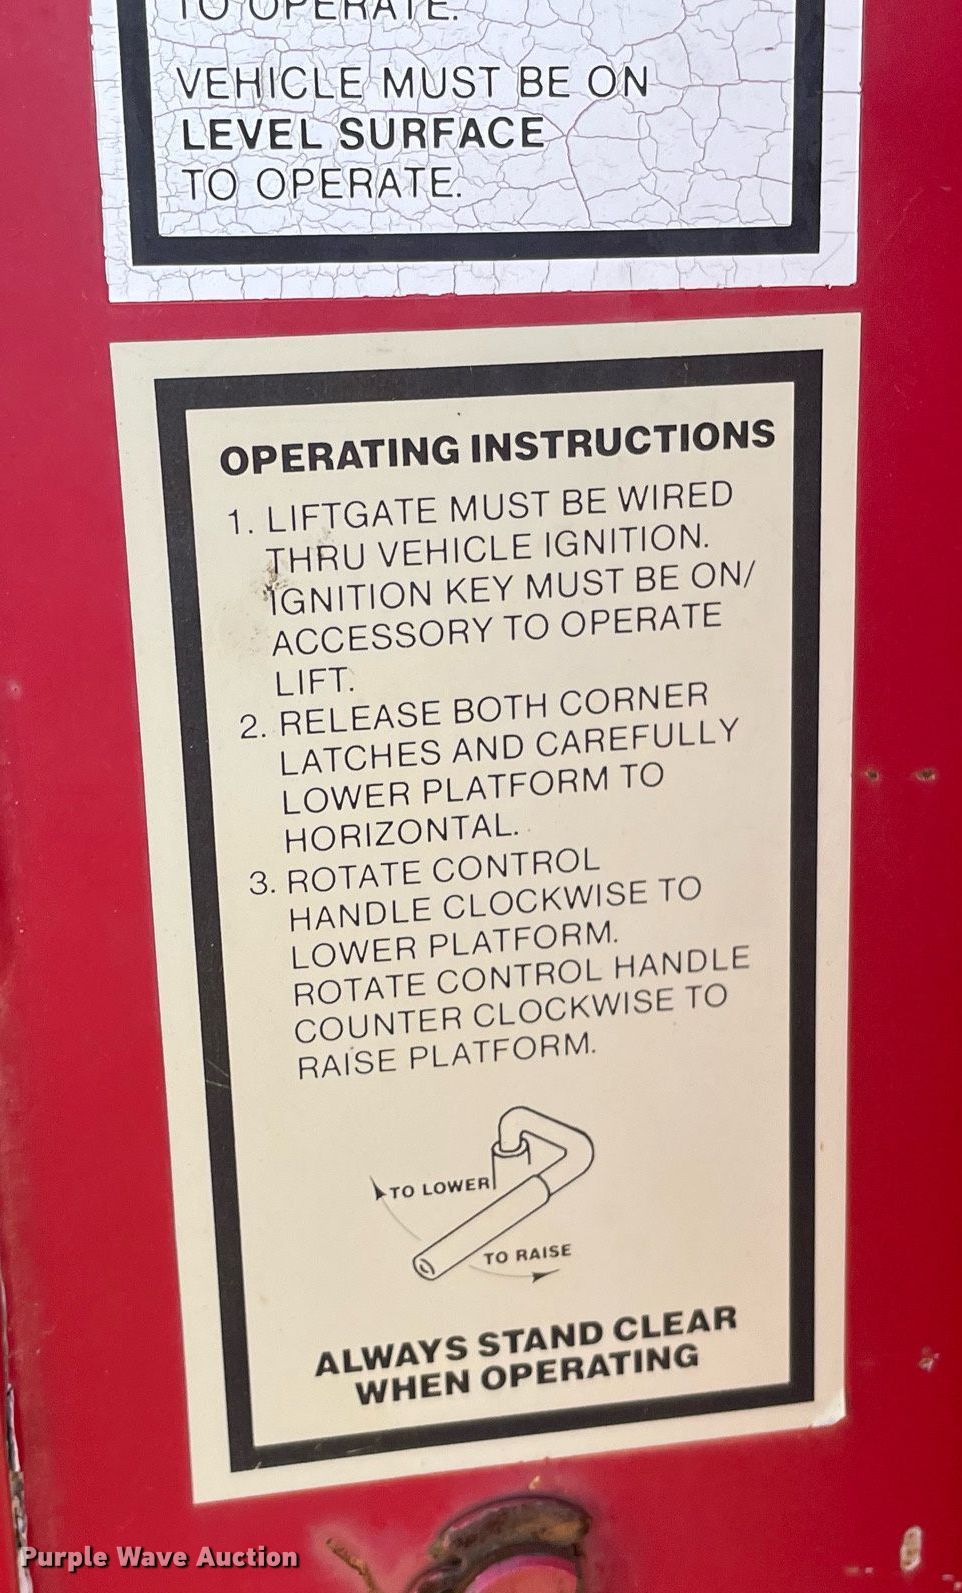 TO OPERATE.
VEHICLE MUST BE ON
LEVEL SURFACE
TO OPERATE.
OPERATING INSTRUCTIONS
1. LIFTGATE MUST BE WIRED
THRU VEHICLE IGNITION.
IGNITION KEY MUST BE ON/
ACCESSORY TO OPERATE
LIFT.
2. RELEASE BOTH CORNER
LATCHES AND CAREFULLY
LOWER PLATFORM TO
HORIZONTAL.
3. ROTATE CONTROL
HANDLE CLOCKWISE TO
LOWER PLATFORM.
ROTATE CONTROL HANDLE
COUNTER CLOCKWISE TO
RAISE PLATFORM.
TO LOWER
TO RAISE
ALWAYS STAND CLEAR
WHEN OPERATING
Purple Wave Auction